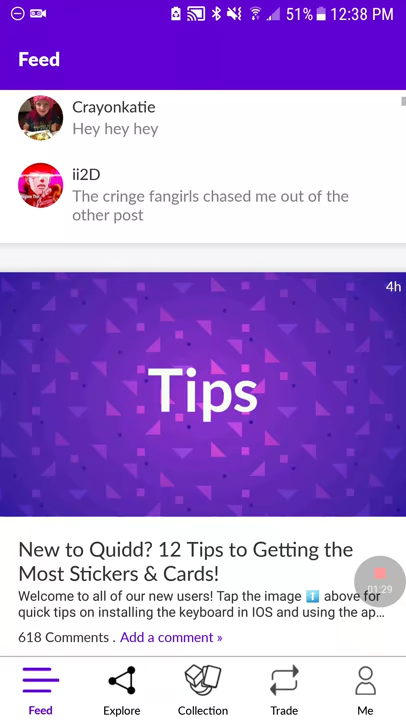 51% 12:38 PM
Feed
Crayonkatie
Hey hey hey
ii2D
The cringe fangirls chased me out of the
other post
4h
Tips
New to Quidd? 12 Tips to Getting the
Most Stickers & Cards!
Welcome to all of our new users! Tap the image ⬆️ above for
quick tips on installing the keyboard in IOS and using the ap...
01:29
618 Comments . Add a comment »
Feed Explore Collection Trade Me